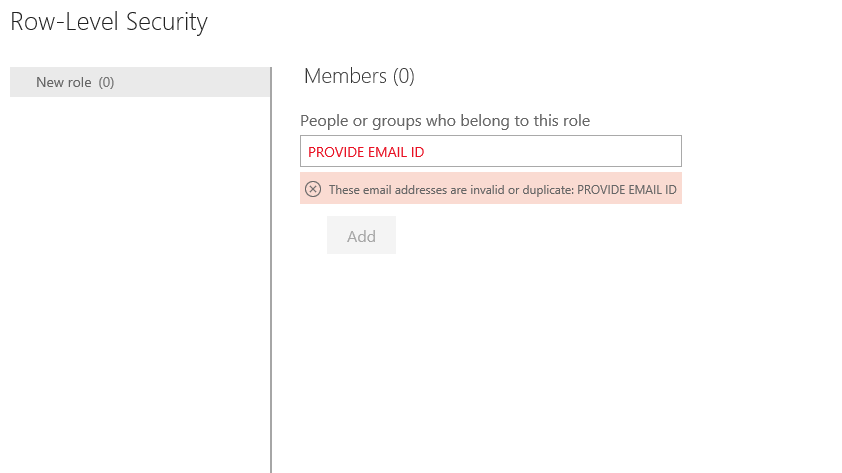 Row-Level Security
New role (0)
Members (0)
People or groups who belong to this role
PROVIDE EMAIL ID
These email addresses are invalid or duplicate: PROVIDE EMAIL ID
Add